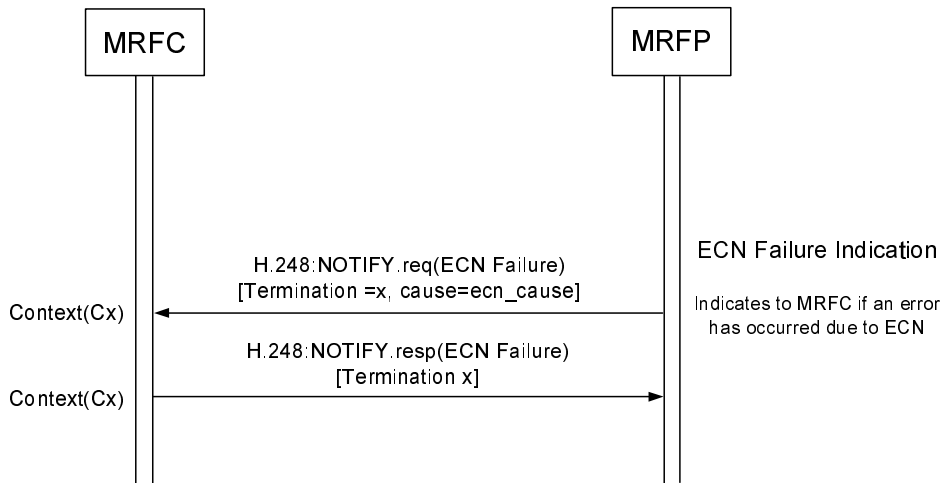 MRFC
MRFP
ECN Failure Indication
H.248:NOTIFY.req(ECN Failure)
[Termination =x, cause=ecn_cause]
Indicates to MRFC if an error
has occurred due to ECN
Context(Cx)
H.248:NOTIFY.resp(ECN Failure)
[Termination x]
Context(Cx)